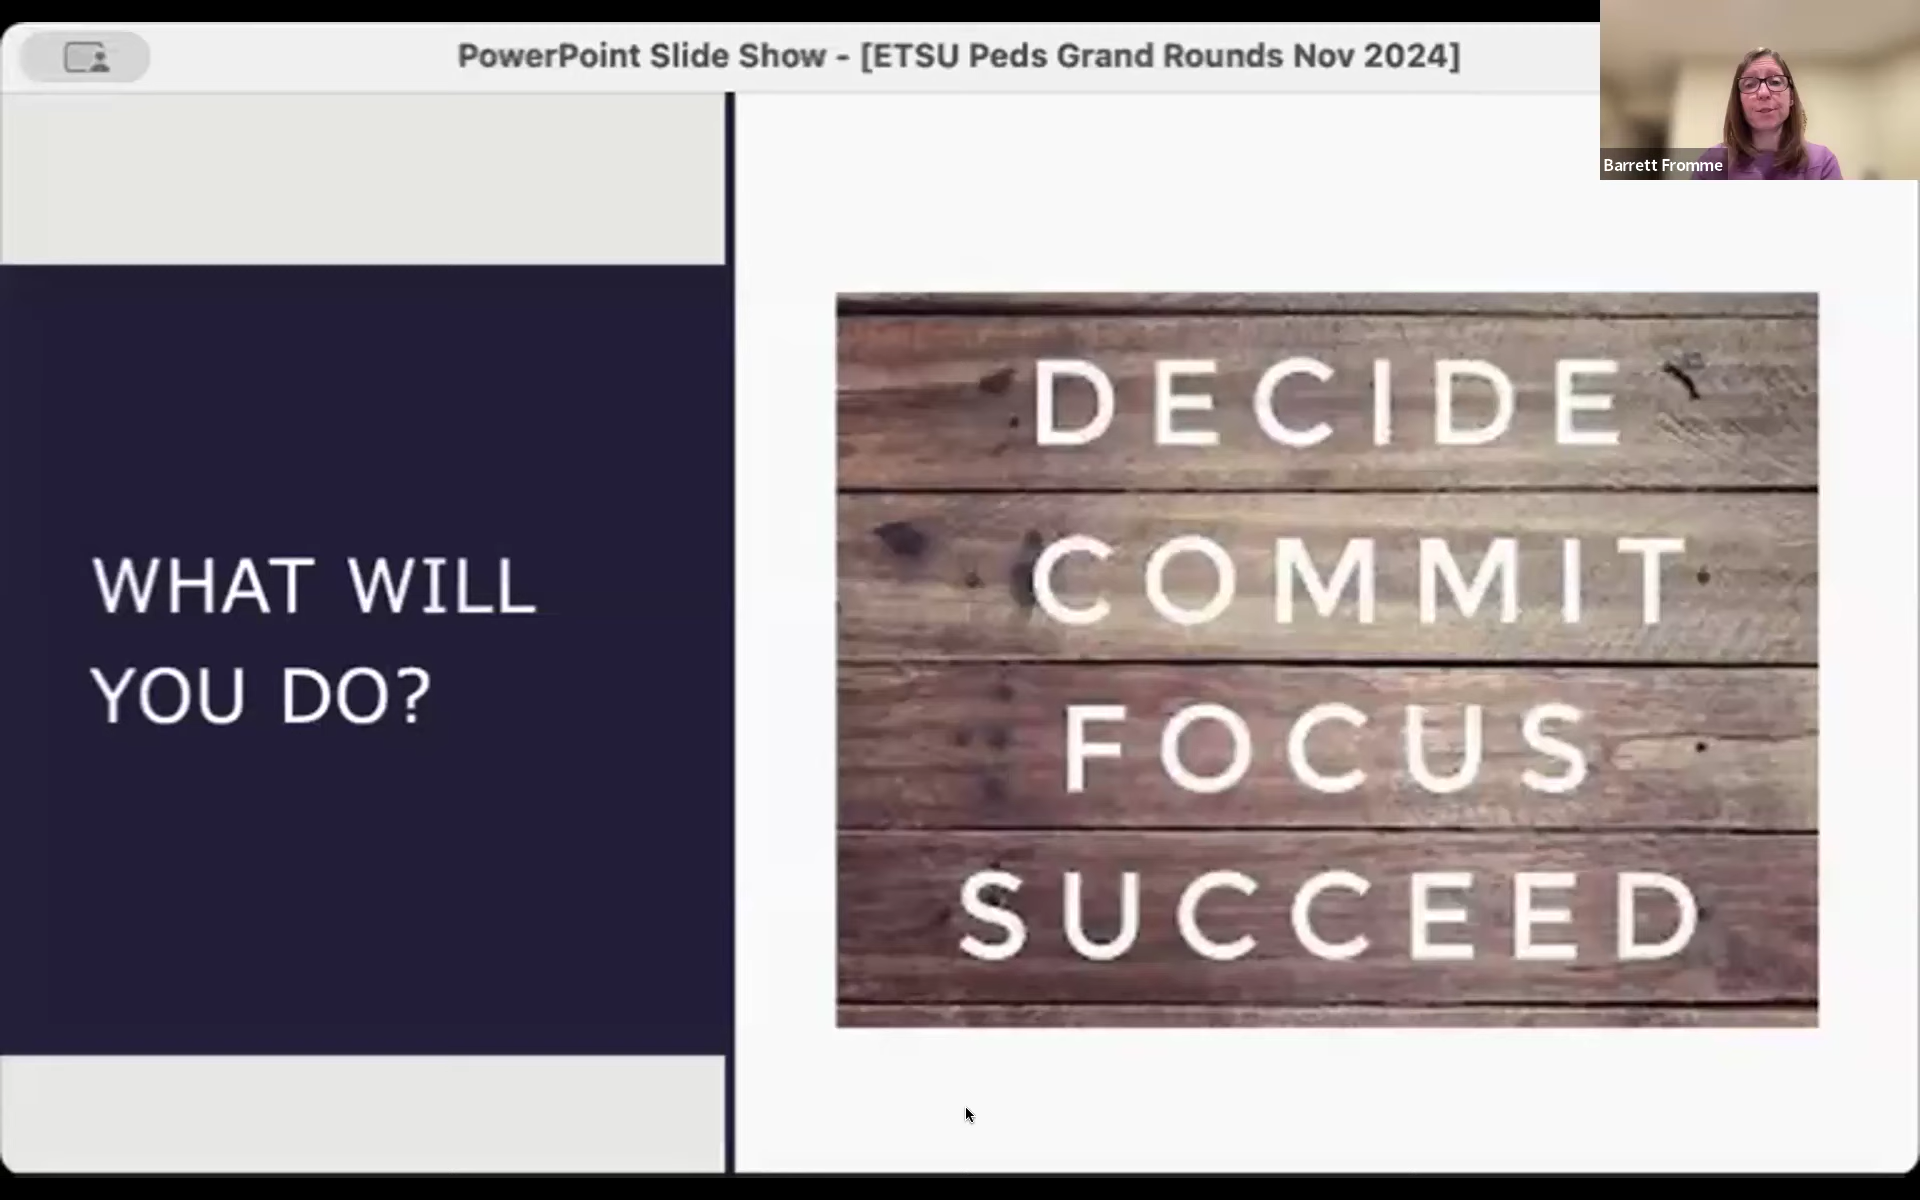 PowerPoint Slide Show - [ETSU Peds Grand Rounds Nov 2024]
Barrett Fromme
WHAT WILL
YOU DO?
DECIDE
COMMIT
FOCUS
SUCCEED